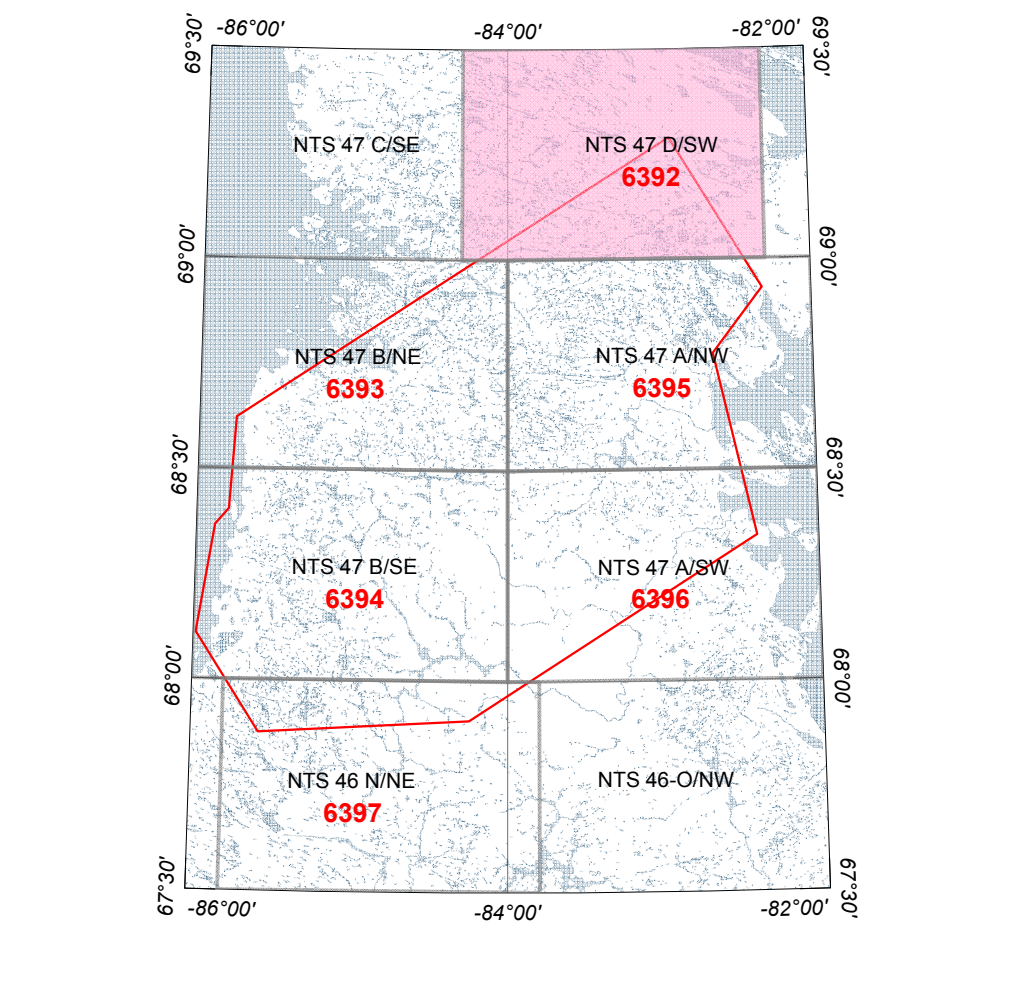 -86°00' -84°00' -82°00'
69°30' 69°30'
NTS 47 C/SE NTS 47 D/SW
6392
69°00' 69°00'
NTS 47 B/NE NTS 47 A/NW
6393 6395
68°30' 68°30'
NTS 47 B/SE NTS 47 A/SW
6394 6396
68°00' 68°00'
NTS 46 N/NE NTS 46-O/NW
6397
67°30' 67°30'
-86°00' -84°00' -82°00'